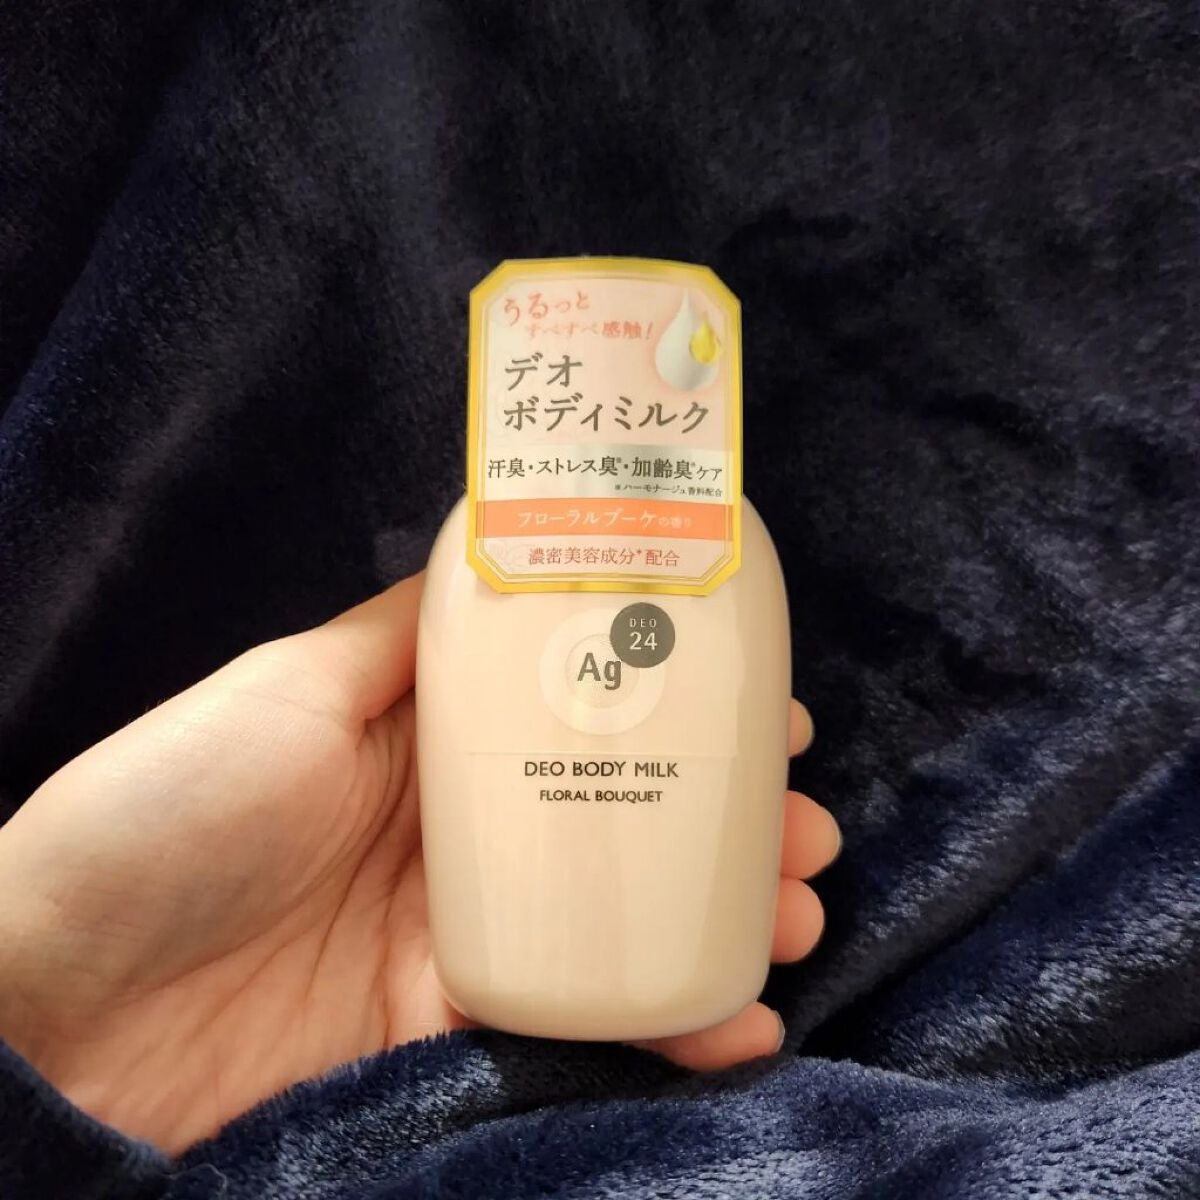 うるっと
すべすべ感触!
デオ
ボディミルク
汗臭・ストレス臭※・加齢臭※ケア
※ハーモナージュ香料配合
フローラルブーケの香り
濃密美容成分*配合
DEO
24
Ag
DEO BODY MILK
FLORAL BOUQUET